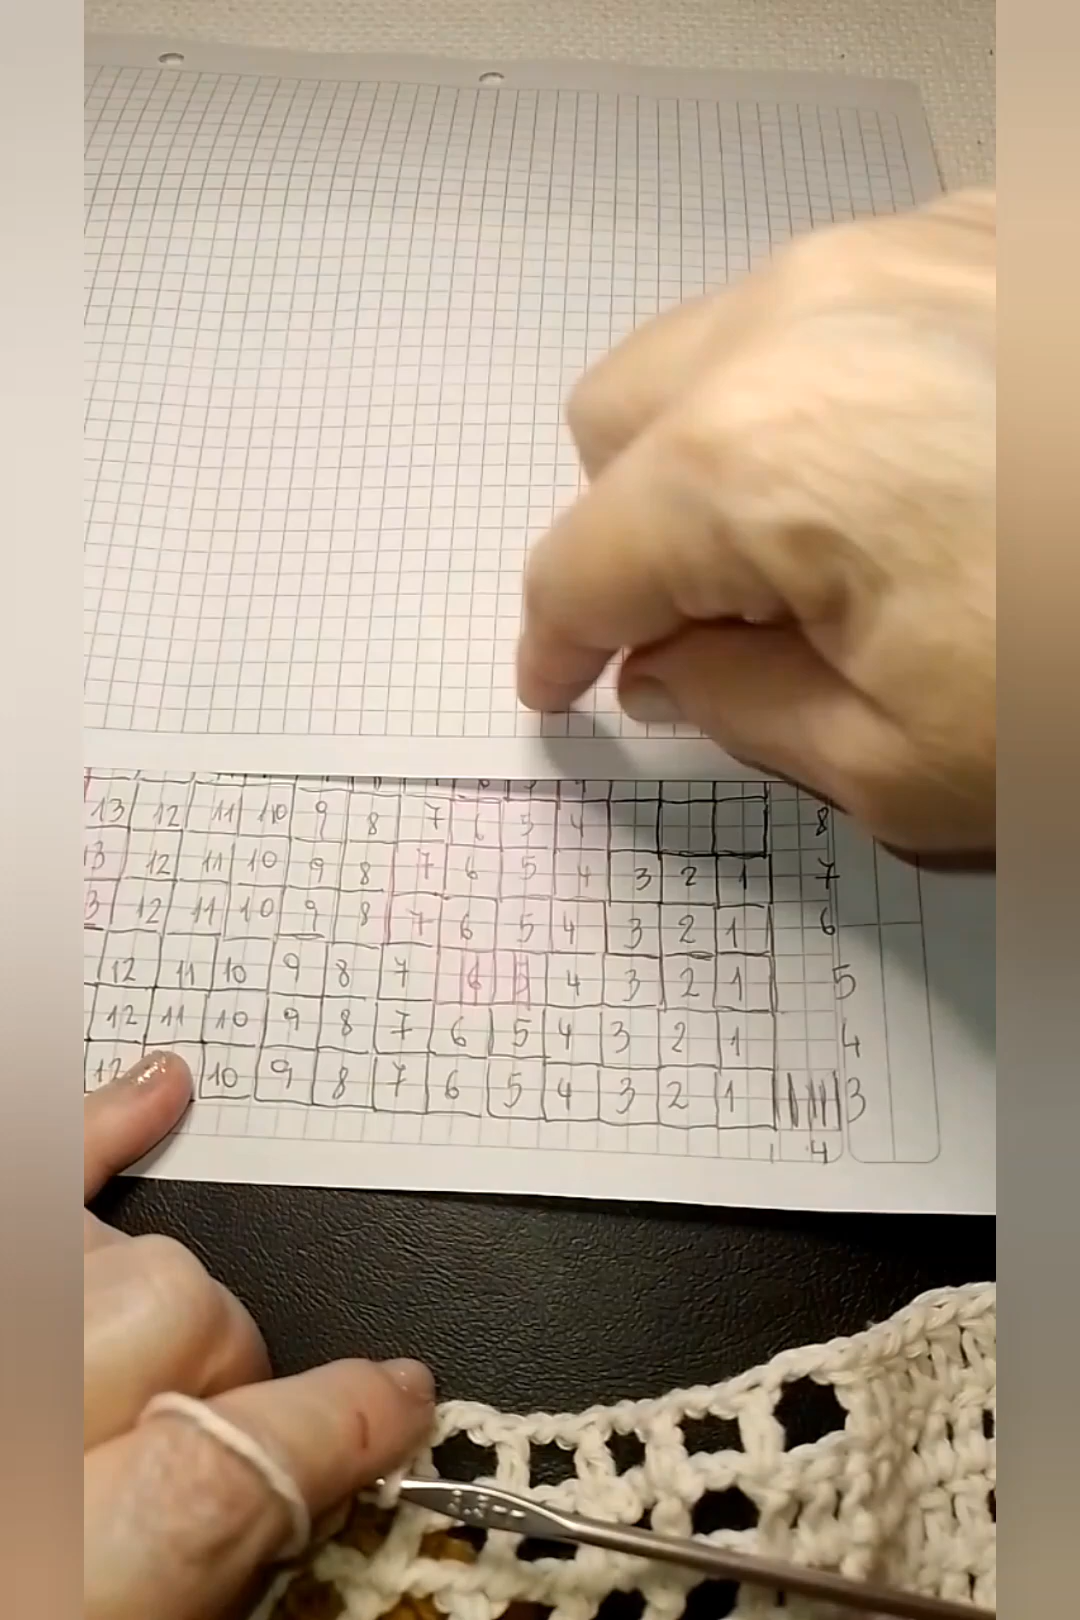 13 12 11 10 9 8 7 6 5 4 8
13 12 11 10 9 8 7 6 5 4 3 2 1 7
3 12 11 10 9 8 7 6 5 4 3 2 1 6
12 11 10 9 8 7 6 5 4 3 2 1 5
12 11 10 9 8 7 6 5 4 3 2 1 4
12 10 9 8 7 6 5 4 3 2 1 3
1 4